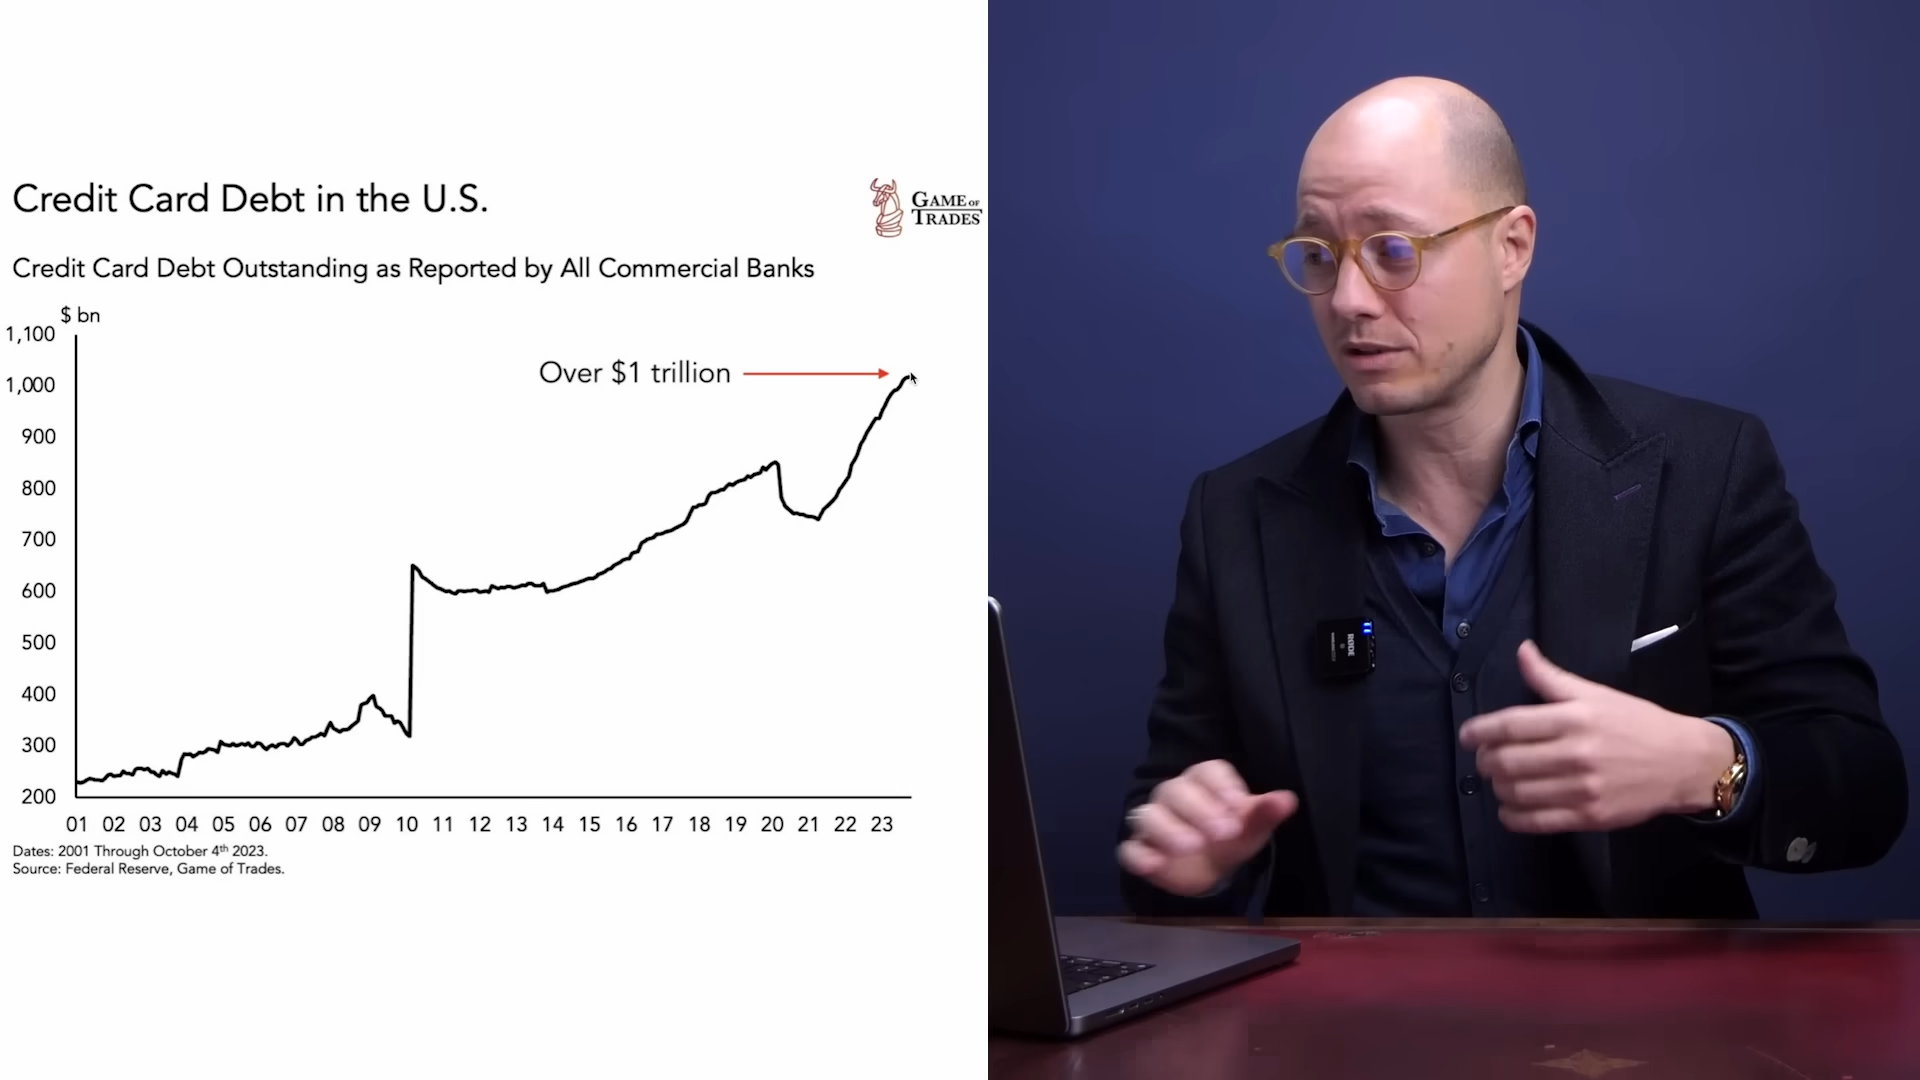 Credit Card Debt in the U.S.
GAME OF
TRADES
Credit Card Debt Outstanding as Reported by All Commercial Banks
$ bn
1,100
1,000
900
800
700
600
500
400
300
200
Over $1 trillion
01 02 03 04 05 06 07 08 09 10 11 12 13 14 15 16 17 18 19 20 21 22 23
Dates: 2001 Through October 4th 2023.
Source: Federal Reserve, Game of Trades.
RØDE